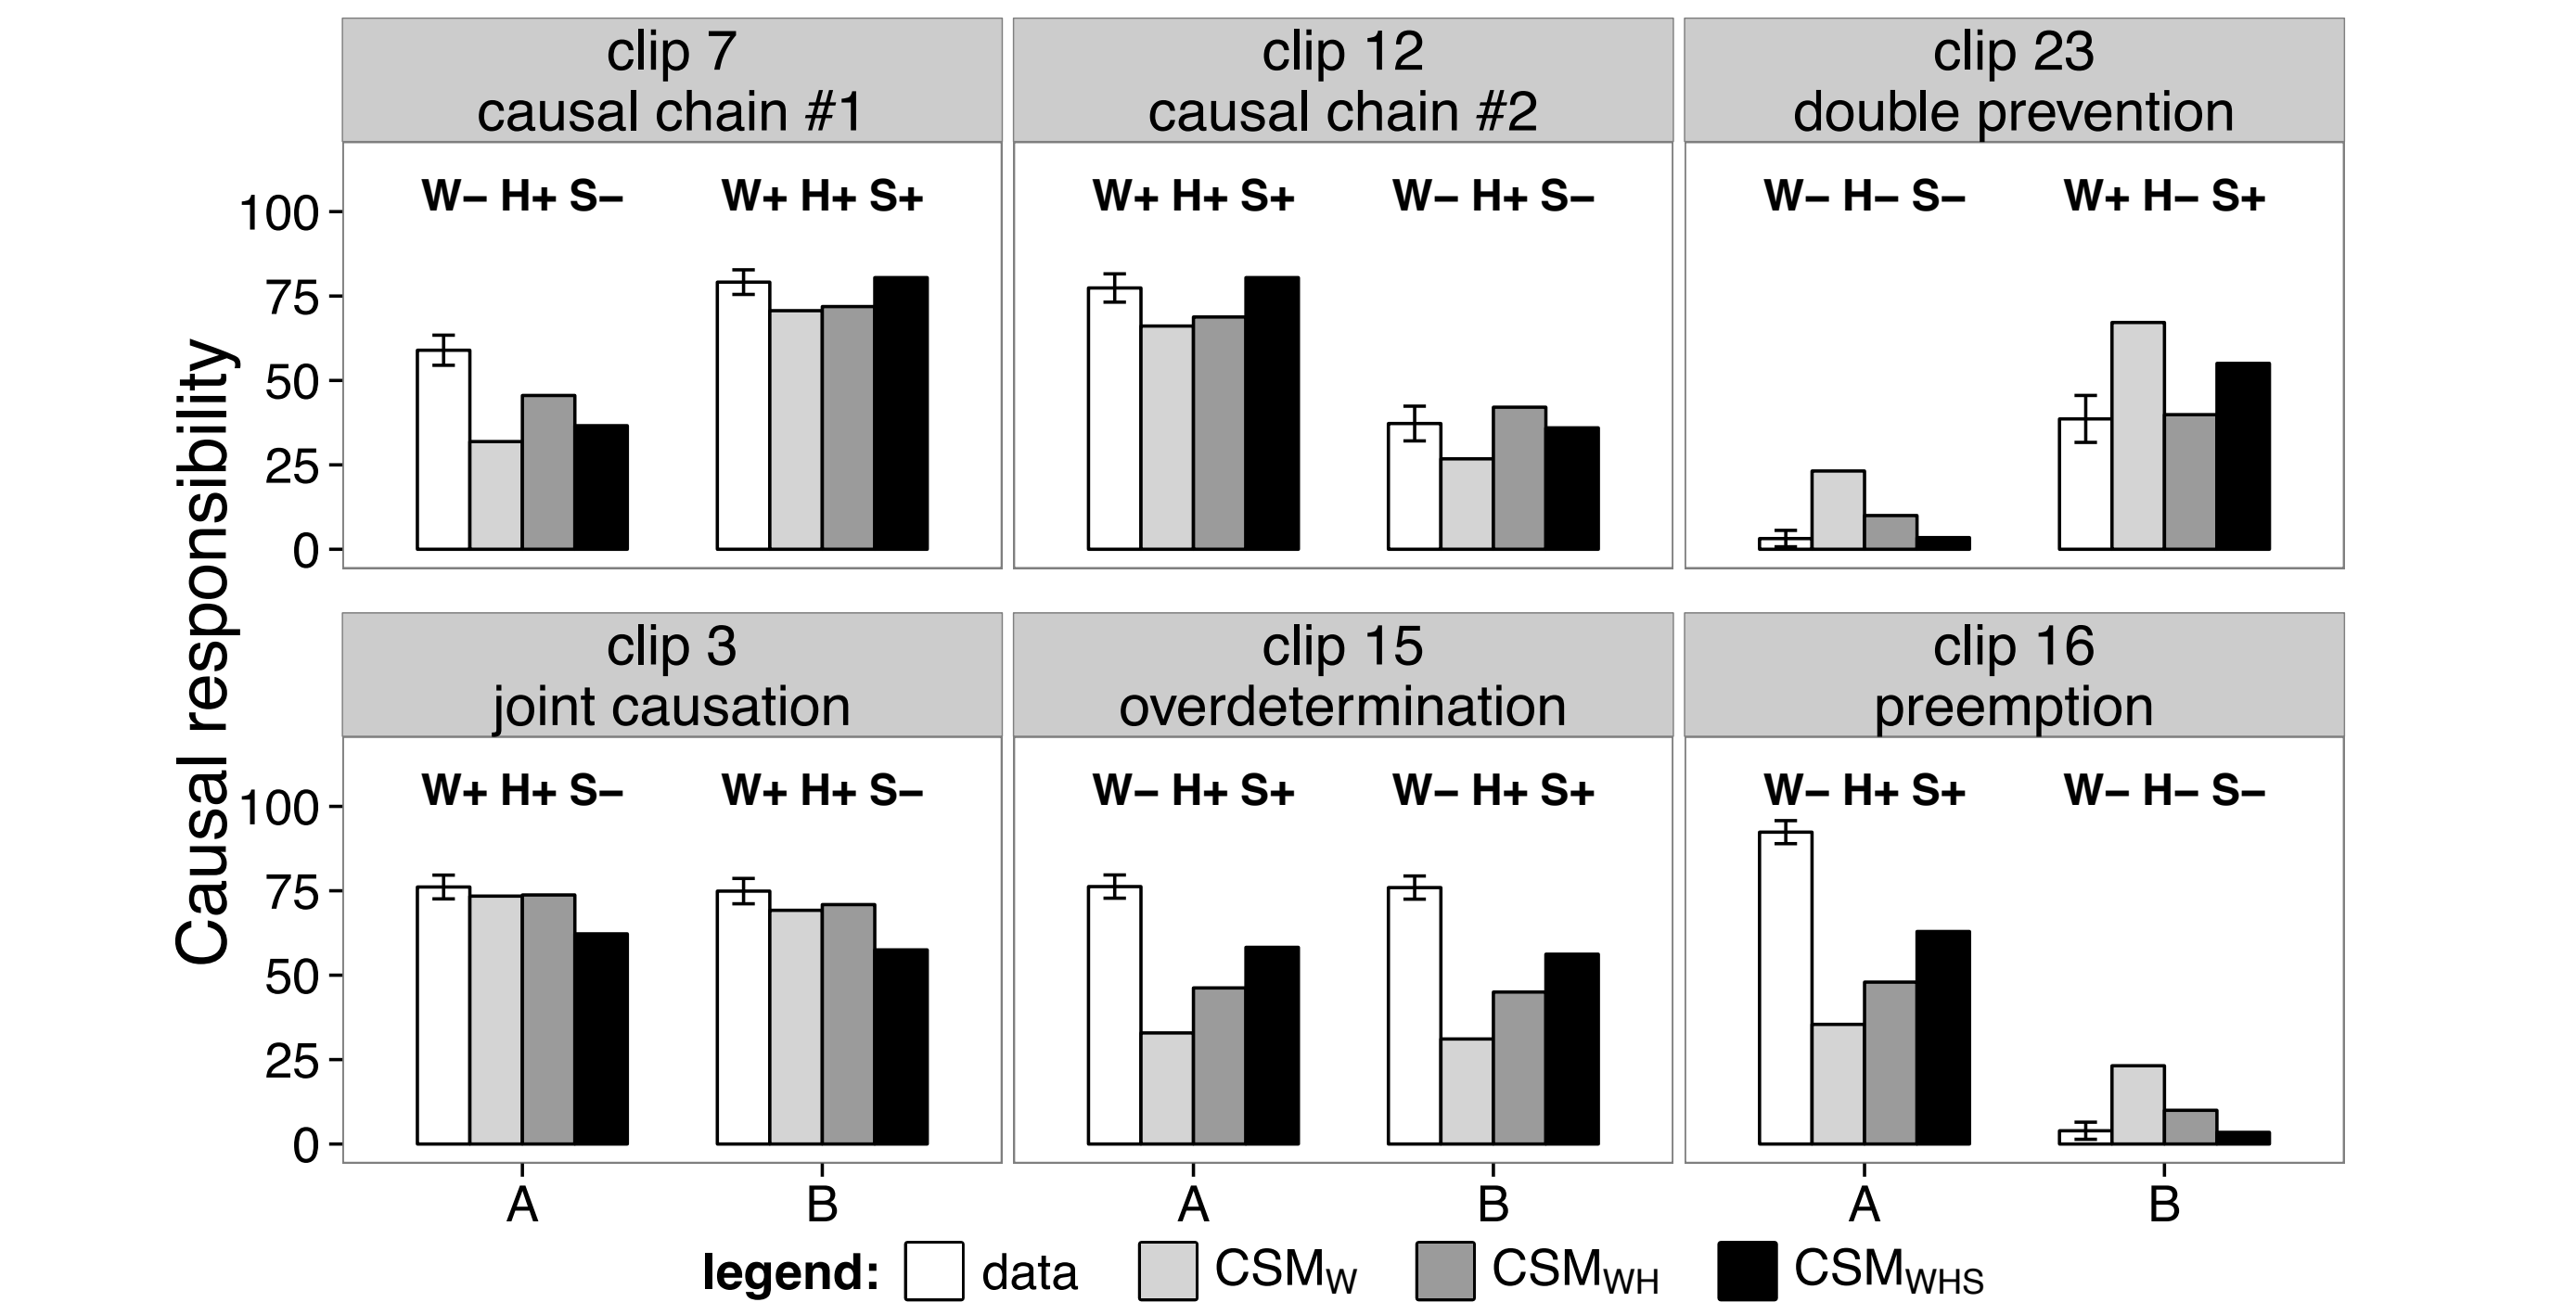 clip 7
causal chain #1
clip 12
causal chain #2
clip 23
double prevention
W– H+ S–
W+ H+ S+
W+ H+ S+
W– H+ S–
W– H– S–
W+ H– S+
100
75
50
25
0
Causal responsibility
clip 3
joint causation
clip 15
overdetermination
clip 16
preemption
W+ H+ S–
W+ H+ S–
W– H+ S+
W– H+ S+
W– H+ S+
W– H– S–
100
75
50
25
0
A
B
A
B
A
B
legend: data CSMW CSMWH CSMWHS